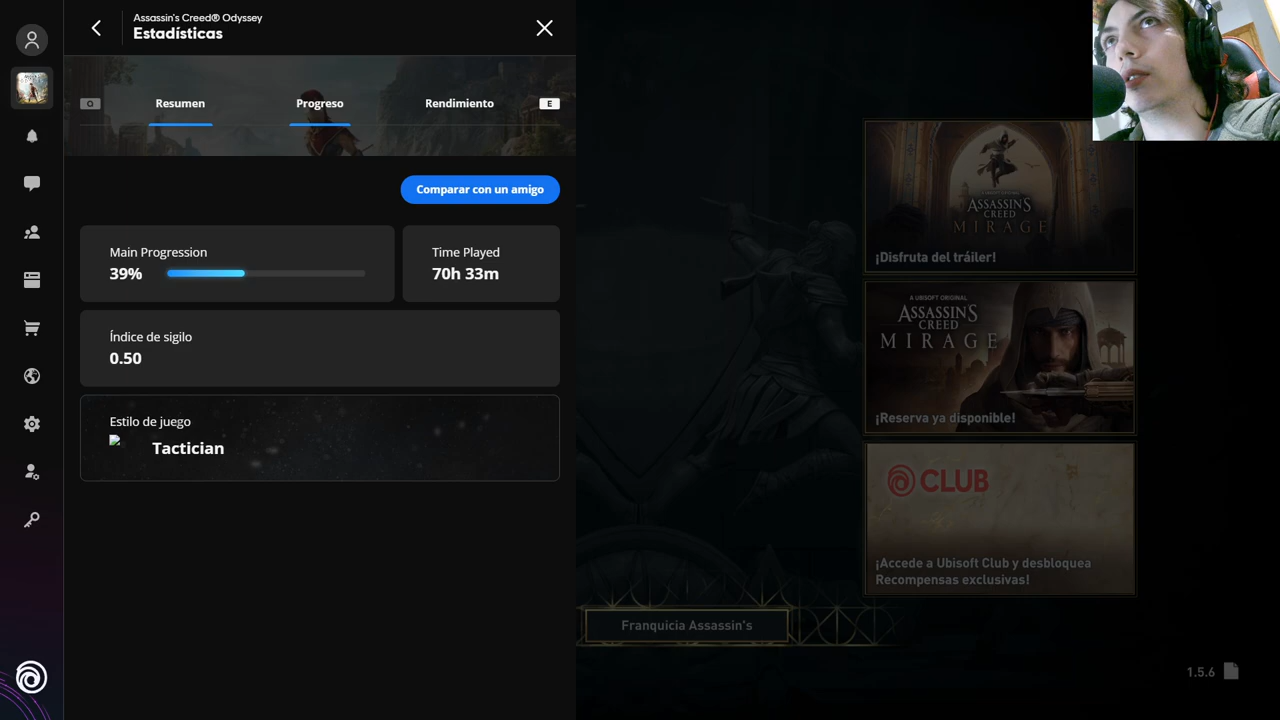 Assassin's Creed® Odyssey
Estadísticas
Q
Resumen
Progreso
Rendimiento
E
Comparar con un amigo
Main Progression
39%
Time Played
70h 33m
Índice de sigilo
0.50
Estilo de juego
Tactician
ASSASSIN'S
CREED
MIRAGE
¡Disfruta del tráiler!
A UBISOFT ORIGINAL
ASSASSIN'S
CREED
MIRAGE
¡Reserva ya disponible!
CLUB
¡Accede a Ubisoft Club y desbloquea
Recompensas exclusivas!
Franquicia Assassin's
1.5.6